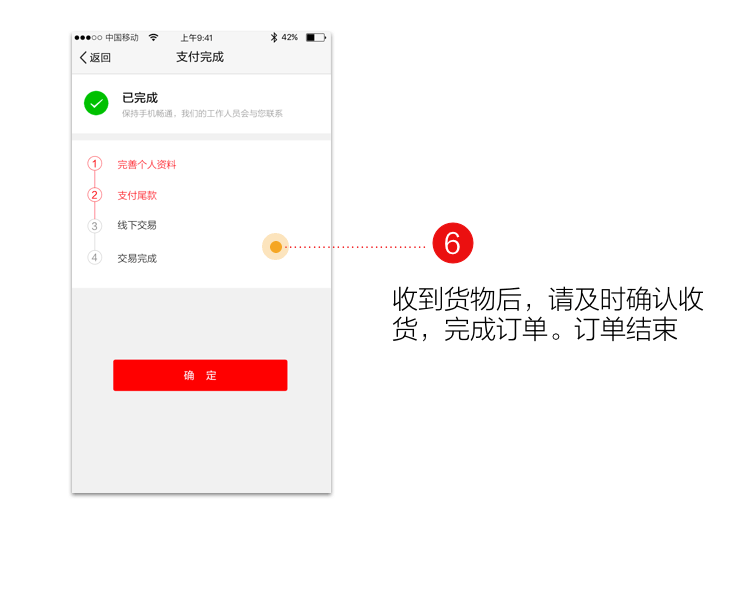 中国移动 上午9:41 42%
返回 支付完成
已完成
保持手机畅通，我们的工作人员会与您联系
1 完善个人资料
2 支付尾款
3 线下交易
4 交易完成
确 定
6
收到货物后，请及时确认收
货，完成订单。订单结束